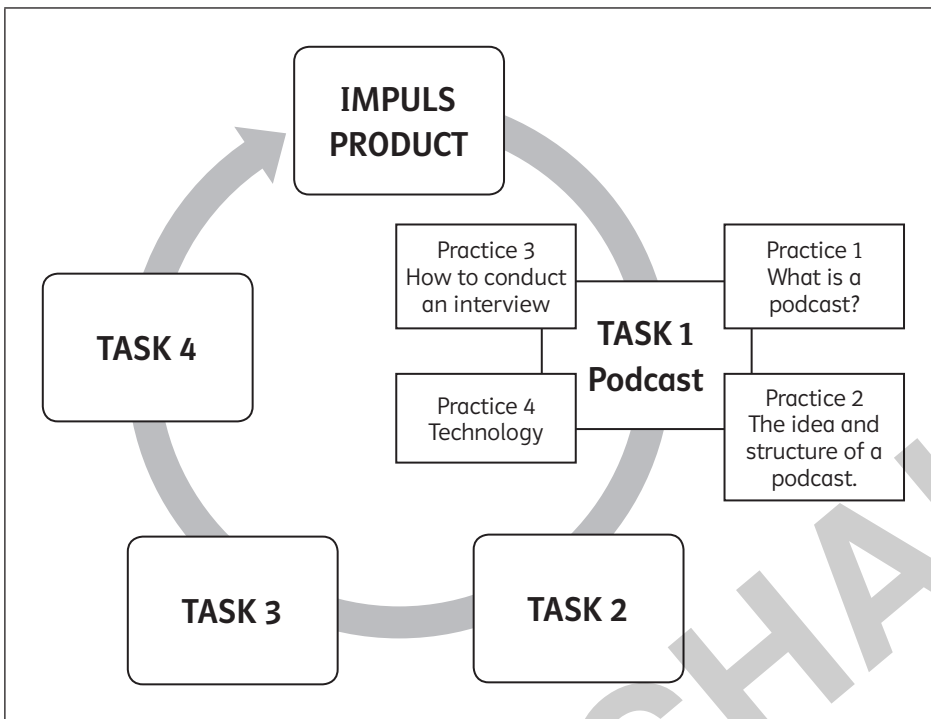 IMPULS
PRODUCT
Practice 3
How to conduct
an interview
Practice 1
What is a
podcast?
TASK 1
Podcast
TASK 4
Practice 4
Technology
Practice 2
The idea and
structure of a
podcast.
TASK 3
TASK 2